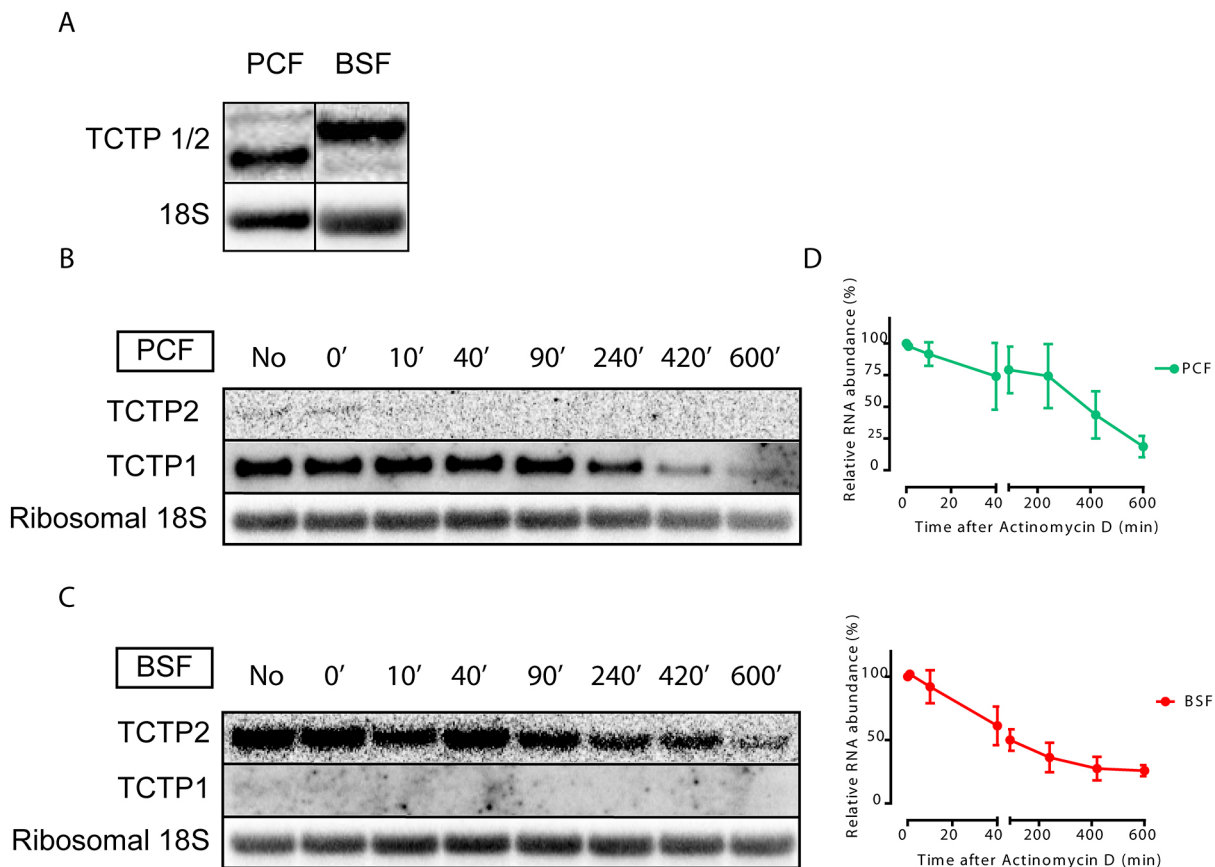 A
PCF BSF
TCTP 1/2
18S
B
PCF
No 0′ 10′ 40′ 90′ 240′ 420′ 600′
TCTP2
TCTP1
Ribosomal 18S
C
BSF
No 0′ 10′ 40′ 90′ 240′ 420′ 600′
TCTP2
TCTP1
Ribosomal 18S
D
Relative RNA abundance (%)
100
75
50
25
0
0 20 40 200 400 600
Time after Actinomycin D (min)
PCF
Relative RNA abundance (%)
100
50
0
0 20 40 200 400 600
Time after Actinomycin D (min)
BSF